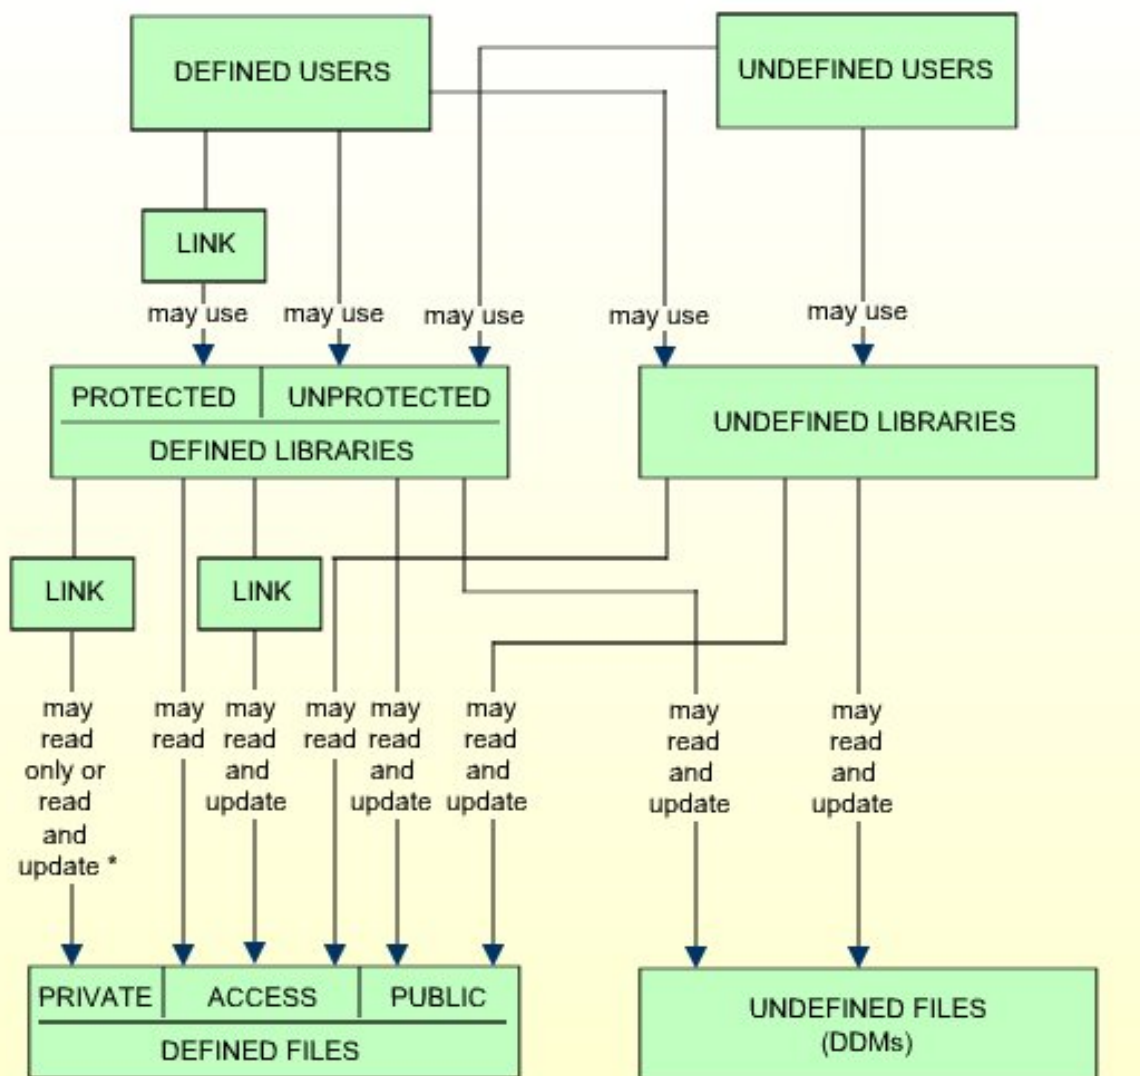 DEFINED USERS
UNDEFINED USERS
LINK
may use
may use
may use
may use
may use
PROTECTED
UNPROTECTED
DEFINED LIBRARIES
UNDEFINED LIBRARIES
LINK
LINK
may
read
only or
read
and
update *
may
read
may
read
and
update
may
read
may
read
and
update
may
read
and
update
may
read
and
update
may
read
and
update
PRIVATE
ACCESS
PUBLIC
DEFINED FILES
UNDEFINED FILES
(DDMs)